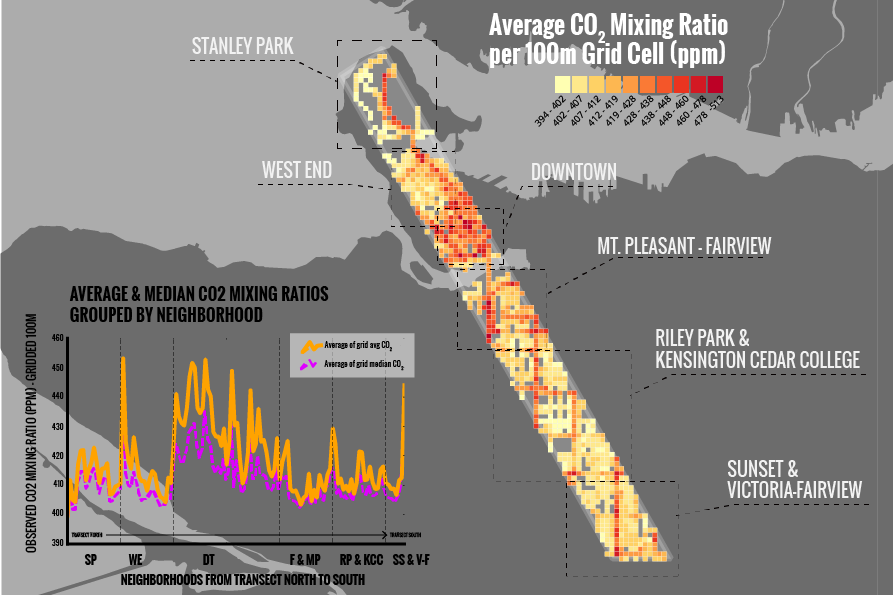 Average CO2 Mixing Ratio
per 100m Grid Cell (ppm)
394 - 402
402 - 407
407 - 412
412 - 419
419 - 428
428 - 438
438 - 448
448 - 460
460 - 478
478 - 513
STANLEY PARK
WEST END
DOWNTOWN
MT. PLEASANT - FAIRVIEW
RILEY PARK &
KENSINGTON CEDAR COLLEGE
SUNSET &
VICTORIA-FAIRVIEW
AVERAGE & MEDIAN CO2 MIXING RATIOS
GROUPED BY NEIGHBORHOOD
Average of grid avg CO2
Average of grid median CO2
OBSERVED CO2 MIXING RATIO (PPM) - GRIDDED 100M
460
450
440
430
420
410
400
390
TRANSECT NORTH
TRANSECT SOUTH
SP WE DT F & MP RP & KCC SS & V-F
NEIGHBORHOODS FROM TRANSECT NORTH TO SOUTH